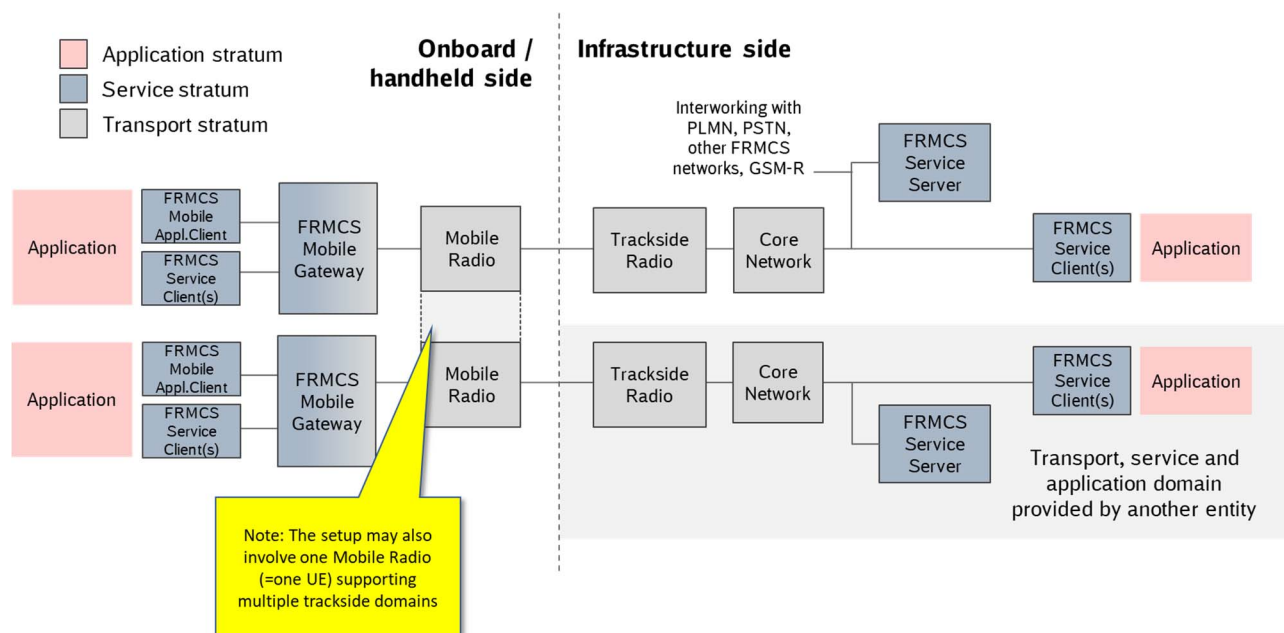 Application stratum
Service stratum
Transport stratum
Onboard /
handheld side
Infrastructure side
Interworking with
PLMN, PSTN,
other FRMCS
networks, GSM-R
FRMCS
Service
Server
Application
FRMCS
Mobile
Appl.Client
FRMCS
Service
Client(s)
FRMCS
Mobile
Gateway
Mobile
Radio
Trackside
Radio
Core
Network
FRMCS
Service
Client(s)
Application
Application
FRMCS
Mobile
Appl.Client
FRMCS
Service
Client(s)
FRMCS
Mobile
Gateway
Mobile
Radio
Trackside
Radio
Core
Network
FRMCS
Service
Server
FRMCS
Service
Client(s)
Application
Transport, service and
application domain
provided by another entity
Note: The setup may also
involve one Mobile Radio
(=one UE) supporting
multiple trackside domains